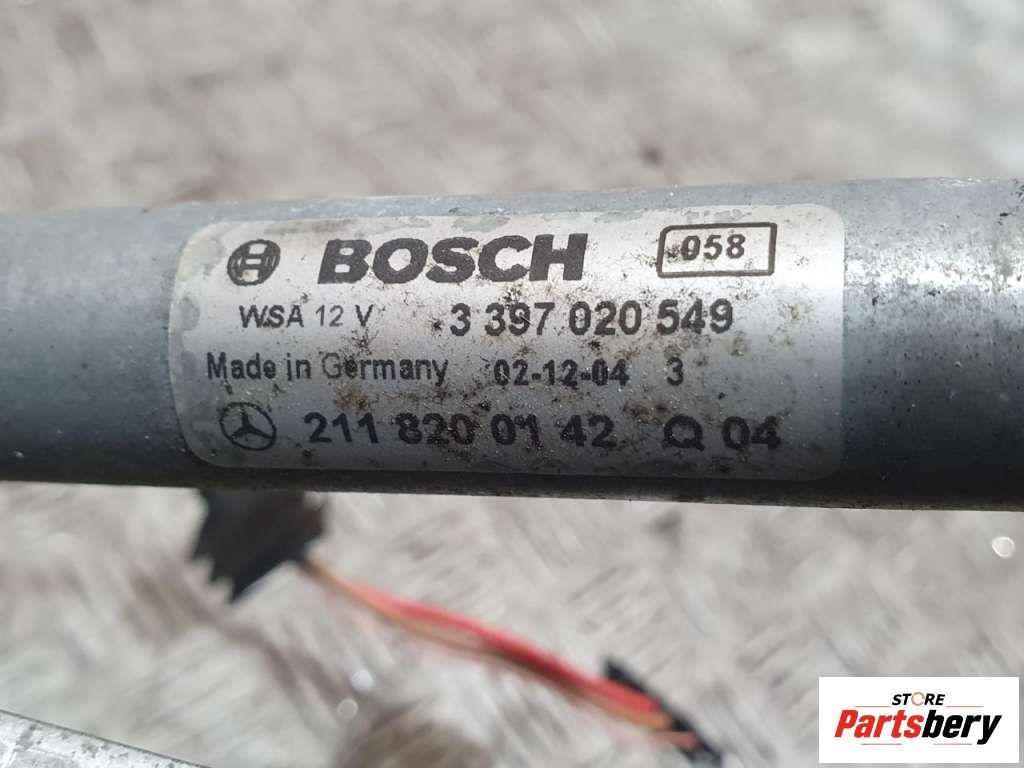 BOSCH 058
WSA 12 V 3 397 020 549
Made in Germany 02-12-04 3
211 820 01 42 Q 04
STORE
Partsbery